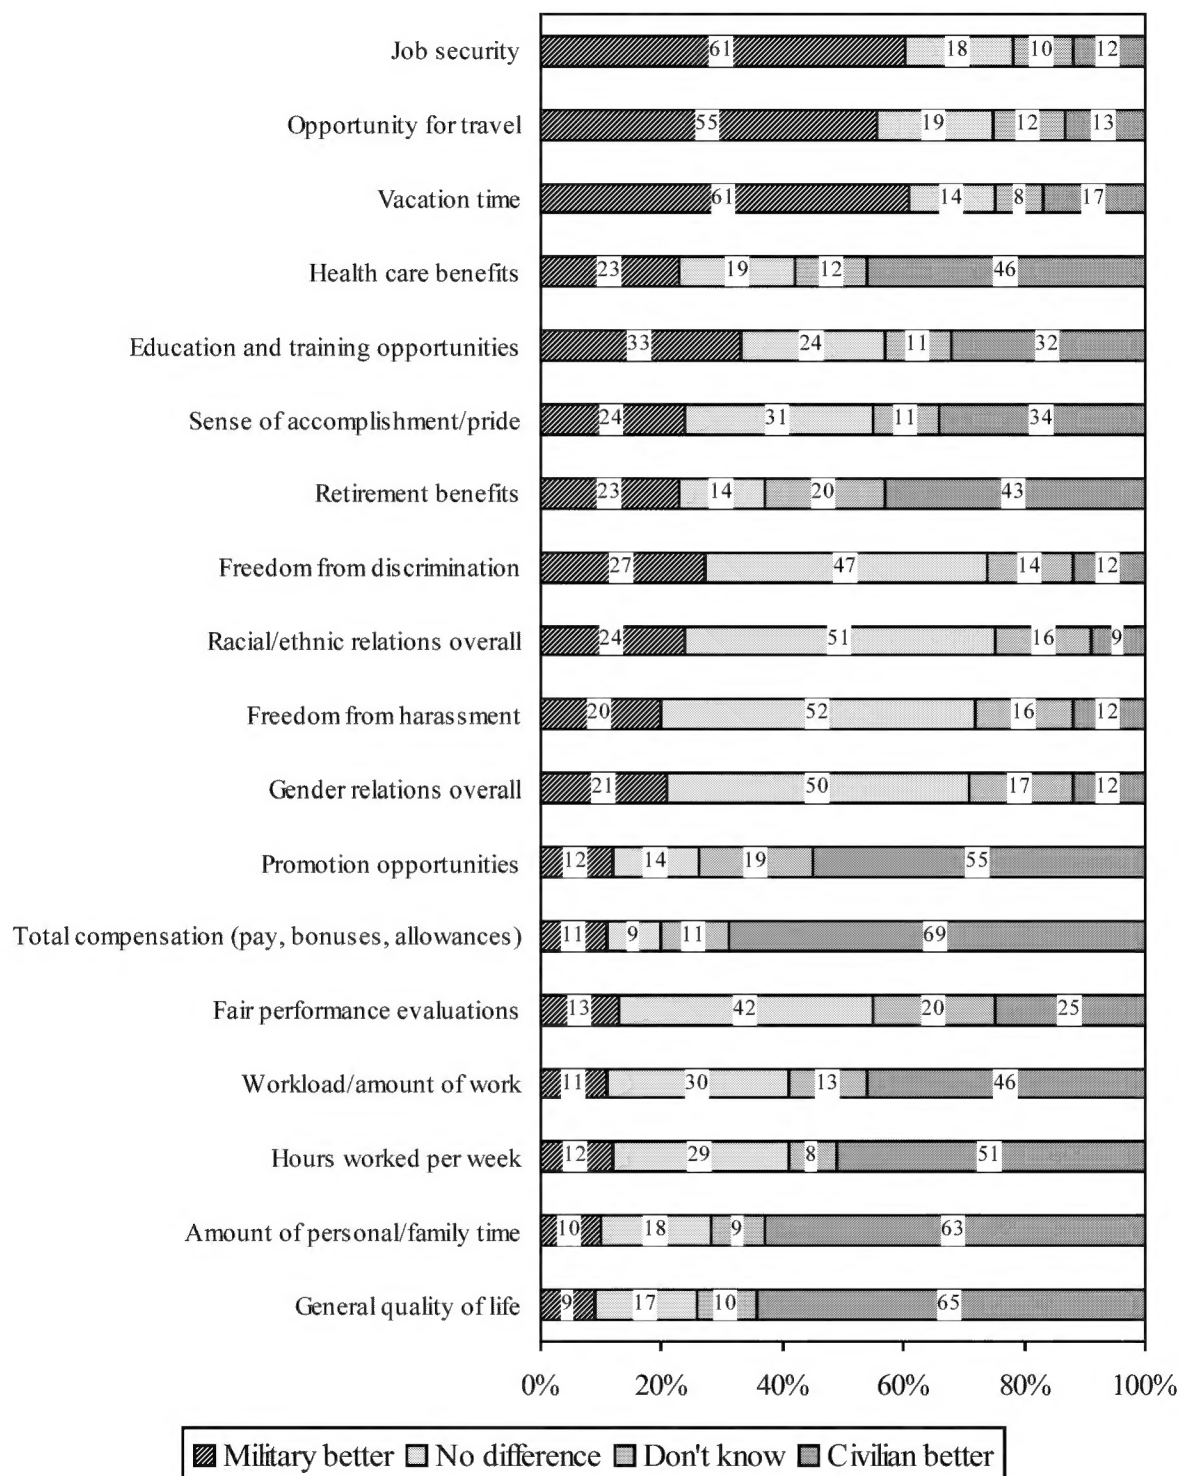 Job security 61 18 10 12
Opportunity for travel 55 19 12 13
Vacation time 61 14 8 17
Health care benefits 23 19 12 46
Education and training opportunities 33 24 11 32
Sense of accomplishment/pride 24 31 11 34
Retirement benefits 23 14 20 43
Freedom from discrimination 27 47 14 12
Racial/ethnic relations overall 24 51 16 9
Freedom from harassment 20 52 16 12
Gender relations overall 21 50 17 12
Promotion opportunities 12 14 19 55
Total compensation (pay, bonuses, allowances) 11 9 11 69
Fair performance evaluations 13 42 20 25
Workload/amount of work 11 30 13 46
Hours worked per week 12 29 8 51
Amount of personal/family time 10 18 9 63
General quality of life 9 17 10 65
0% 20% 40% 60% 80% 100%
Military better No difference Don't know Civilian better